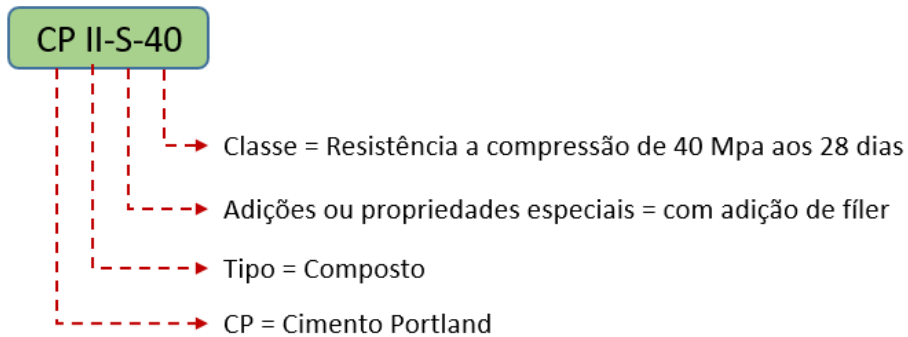 CP II-S-40
Classe = Resistência a compressão de 40 Mpa aos 28 dias
Adições ou propriedades especiais = com adição de fíler
Tipo = Composto
CP = Cimento Portland